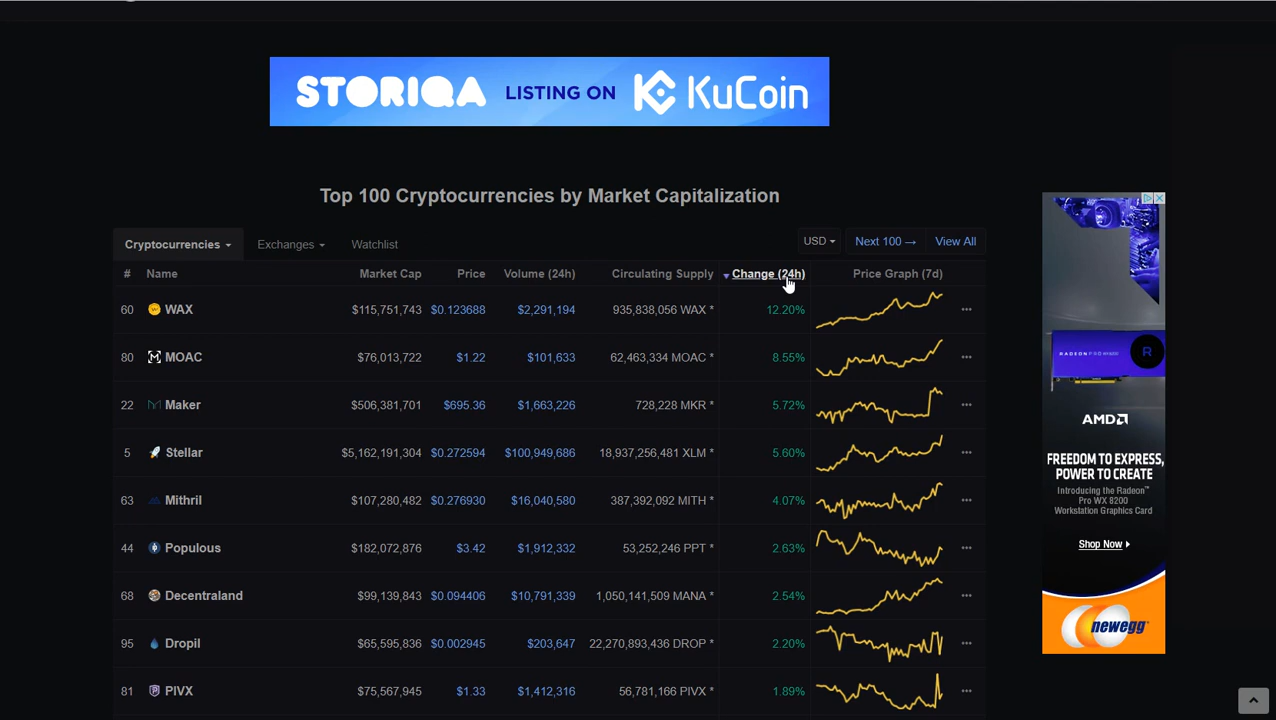 STORIQA LISTING ON KuCoin
Top 100 Cryptocurrencies by Market Capitalization
Cryptocurrencies Exchanges Watchlist USD Next 100 → View All
# Name Market Cap Price Volume (24h) Circulating Supply Change (24h) Price Graph (7d)
60 WAX $115,751,743 $0.123688 $2,291,194 935,838,056 WAX * 12.20%
80 MOAC $76,013,722 $1.22 $101,633 62,463,334 MOAC * 8.55%
22 Maker $506,381,701 $695.36 $1,663,226 728,228 MKR * 5.72%
5 Stellar $5,162,191,304 $0.272594 $100,949,686 18,937,256,481 XLM * 5.60%
63 Mithril $107,280,482 $0.276930 $16,040,580 387,392,092 MITH * 4.07%
44 Populous $182,072,876 $3.42 $1,912,332 53,252,246 PPT * 2.63%
68 Decentraland $99,139,843 $0.094406 $10,791,339 1,050,141,509 MANA * 2.54%
95 Dropil $65,595,836 $0.002945 $203,647 22,270,893,436 DROP * 2.20%
81 PIVX $75,567,945 $1.33 $1,412,316 56,781,166 PIVX * 1.89%
R
AMD
FREEDOM TO EXPRESS,
POWER TO CREATE
Introducing the Radeon™
Pro WX 8200
Workstation Graphics Card
Shop Now
newegg